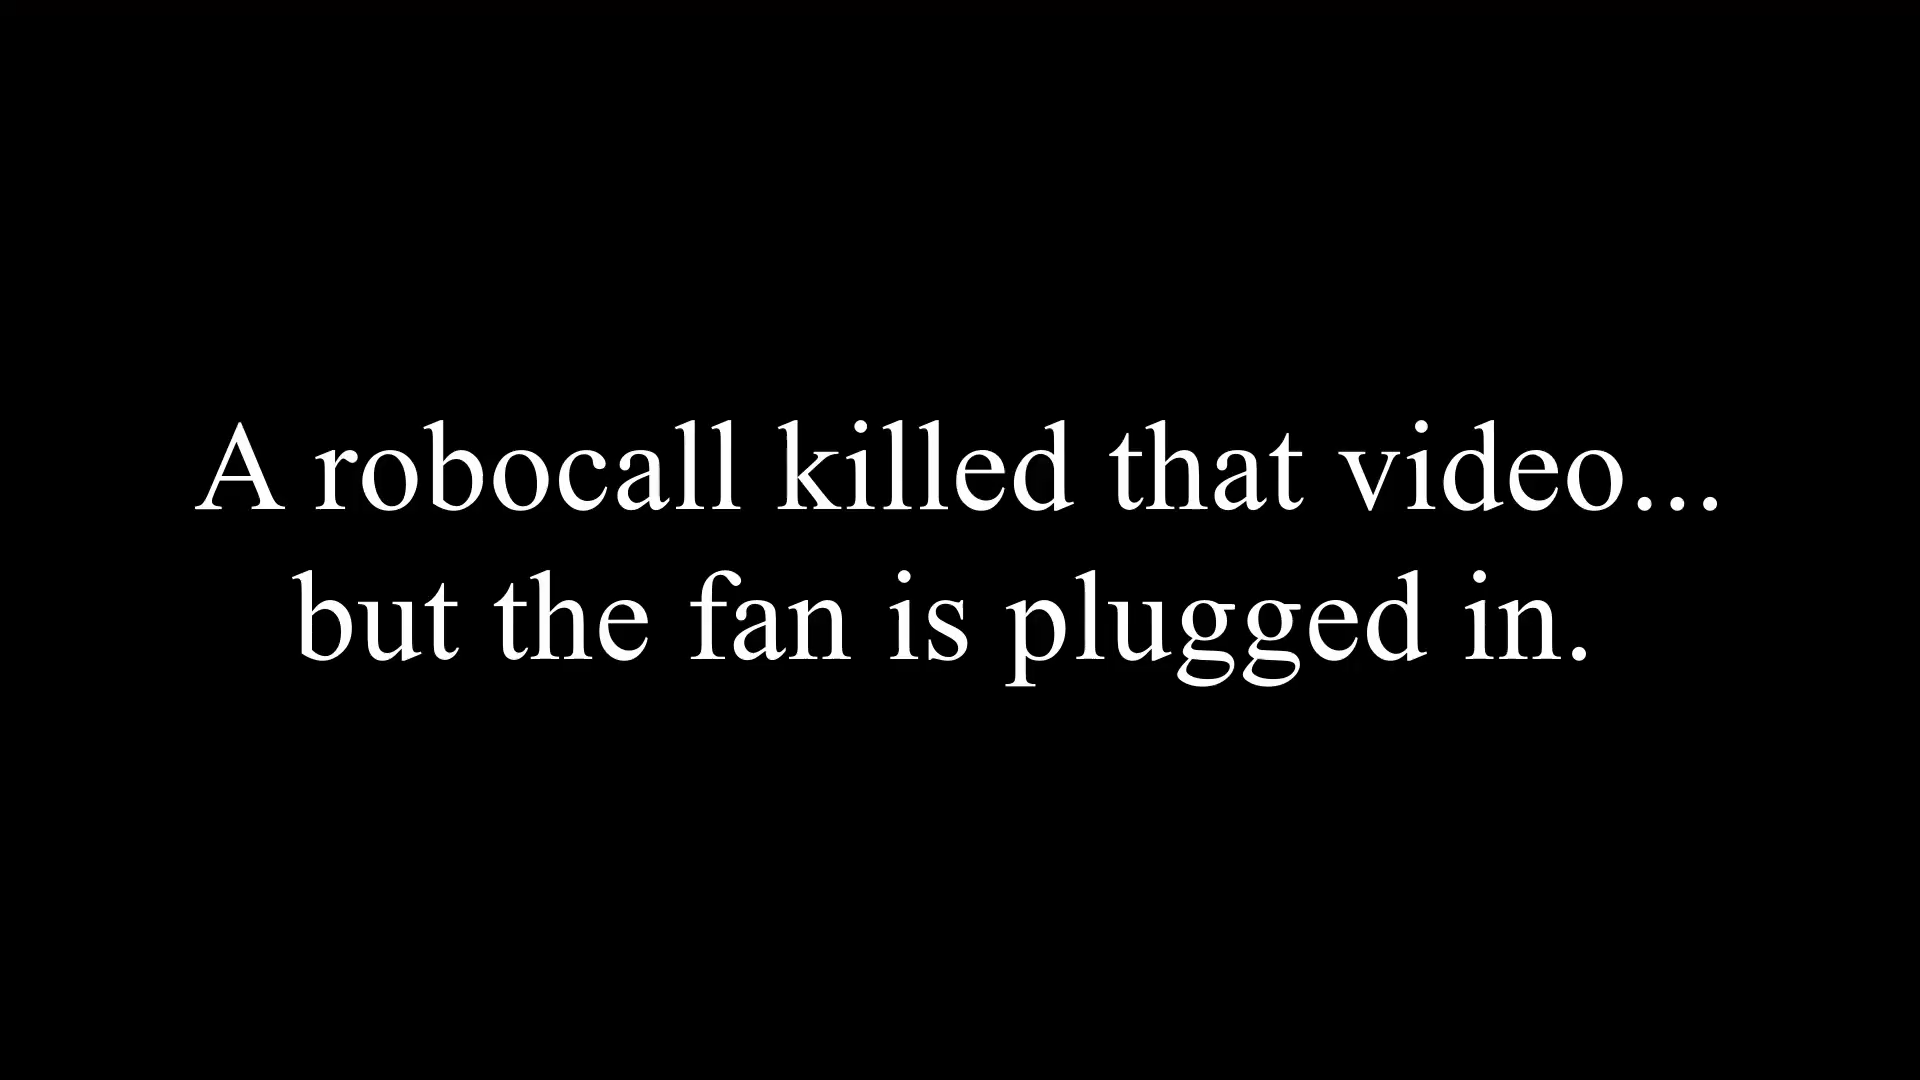 A robocall killed that video...
but the fan is plugged in.